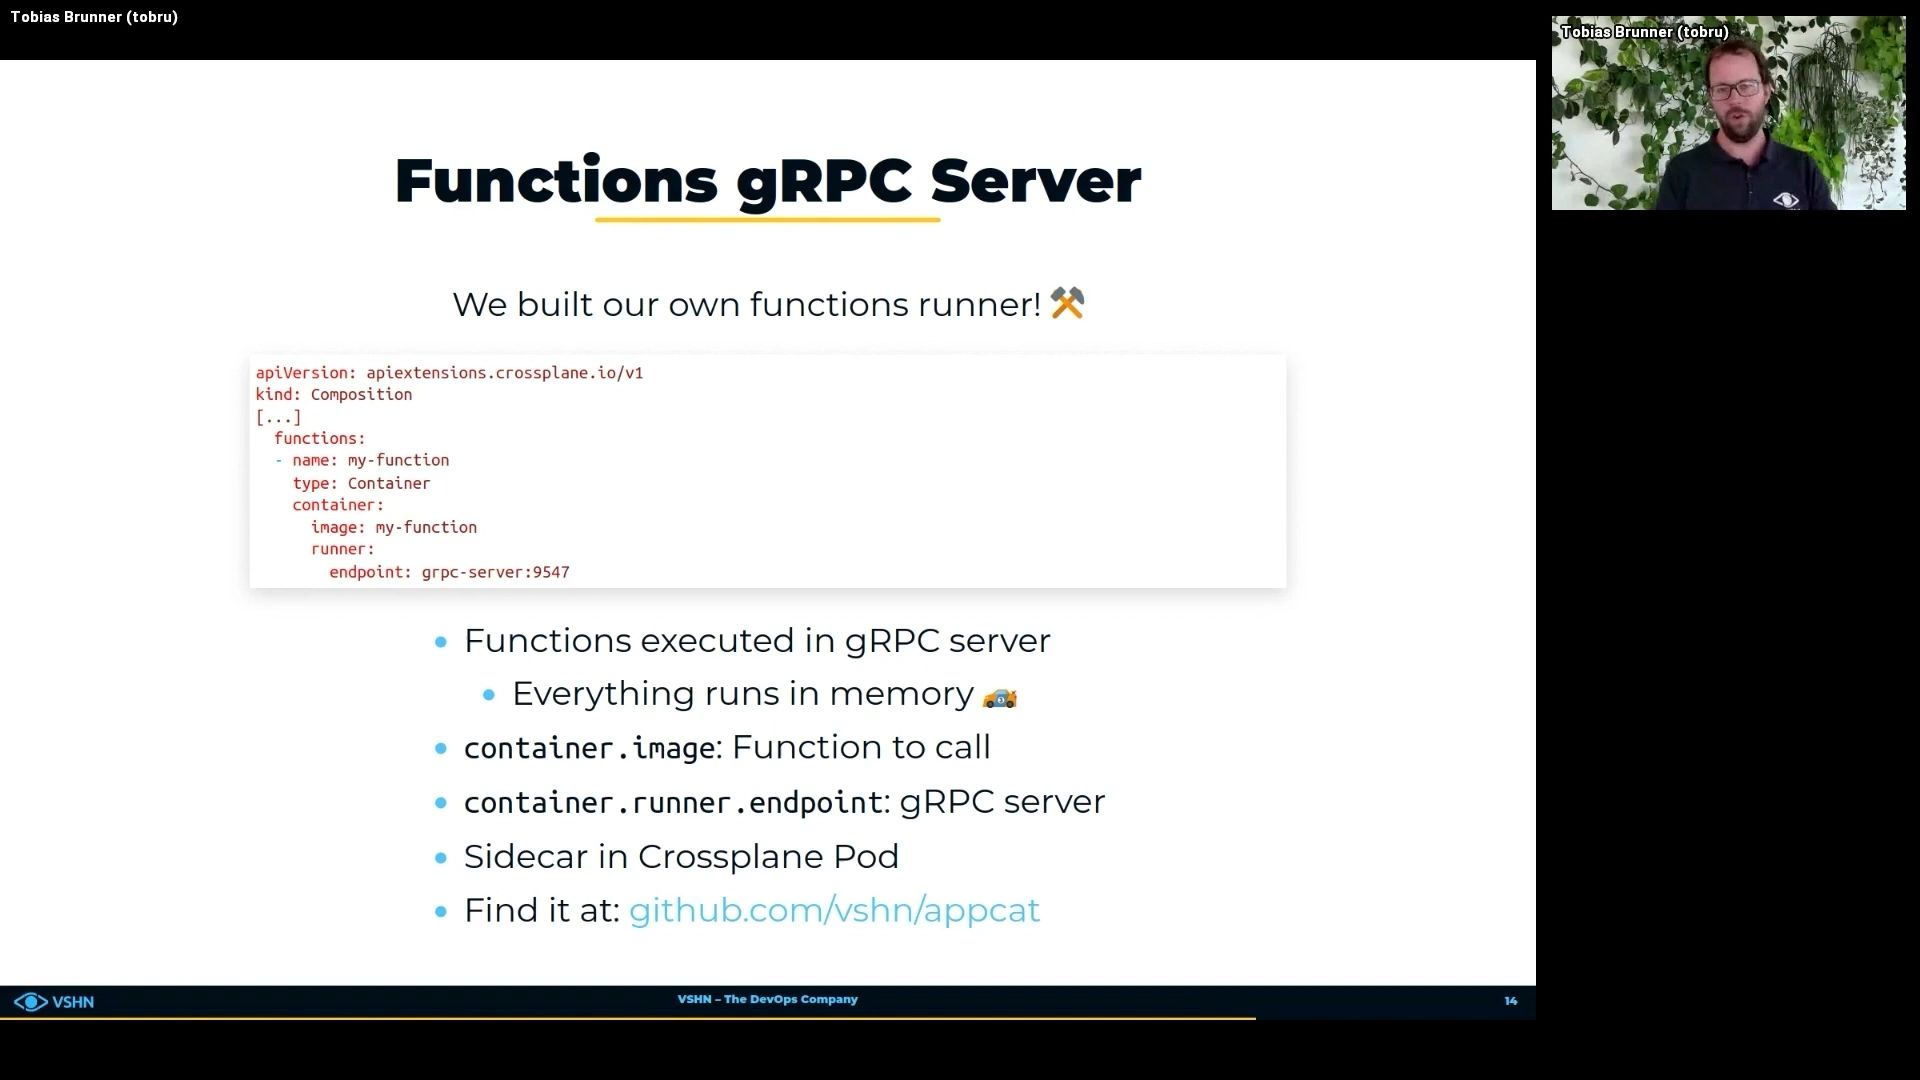 Tobias Brunner (tobru)
Tobias Brunner (tobru)
Functions gRPC Server
We built our own functions runner! ⚒
apiVersion: apiextensions.crossplane.io/v1
kind: Composition
[...]
  functions:
  - name: my-function
    type: Container
    container:
      image: my-function
      runner:
        endpoint: grpc-server:9547
• Functions executed in gRPC server
• Everything runs in memory
• container.image: Function to call
• container.runner.endpoint: gRPC server
• Sidecar in Crossplane Pod
• Find it at: github.com/vshn/appcat
VSHN
VSHN – The DevOps Company
14